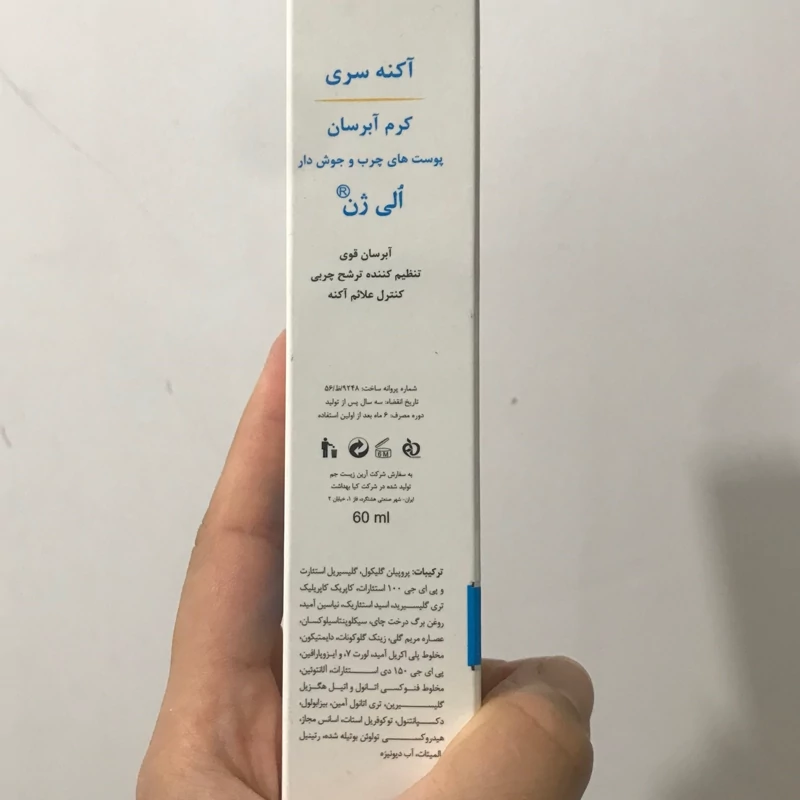 آکنه سری
کرم آبرسان
پوست های چرب و جوش دار
اُلی ژن®
آبرسان قوی
تنظیم کننده ترشح چربی
کنترل علائم آکنه
شماره پروانه ساخت: ۵۶/ظ/۹۲۴۸
تاریخ انقضاء: سه سال پس از تولید
دوره مصرف: ۶ ماه بعد از اولین استفاده
6M
به سفارش شرکت آرین زیست جم
تولید شده در شرکت کیا بهداشت
ایران- شهر صنعتی هشتگرد، فاز ۱، خیابان ۲
60 ml
ترکیبات: پروپیلن گلیکول، گلیسیریل استئارت
و پی ای جی ۱۰۰ استئارات، کاپریک کاپریلیک
تری گلیسیرید، اسید استئاریک، نیاسین آمید،
روغن برگ درخت چای، سیکلوپنتاسیلوکسان،
عصاره مریم گلی، زینک گلوکونات، دایمتیکون،
مخلوط پلی اکریل آمید، لورت ۷، و ایزوپارافین،
پی ای جی ۱۵۰ دی استئارات، آلانتوئین،
مخلوط فنوکسی اتانول و اتیل هگزیل
گلیسیرین، تری اتانول آمین، بیزابولول،
دکسپانتنول، توکوفریل استات، اسانس مجاز،
هیدروکسی تولوئن بوتیله شده، رتینیل
المیتات، آب دیونیزه